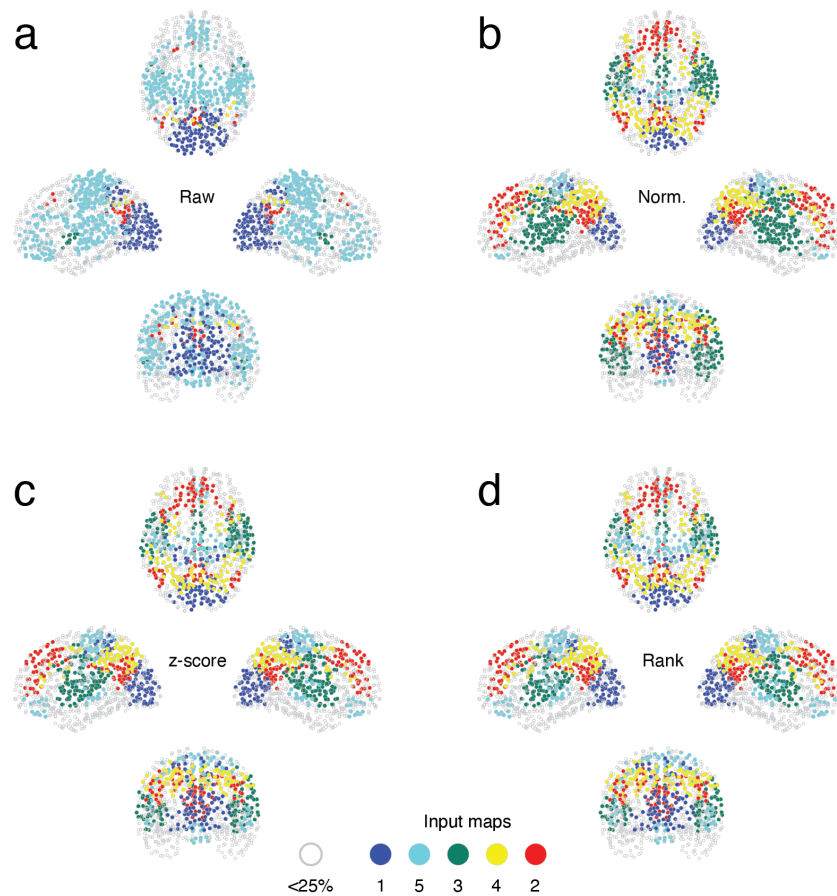 a
b
Raw
Norm.
c
d
z-score
Rank
Input maps
<25% 1 5 3 4 2